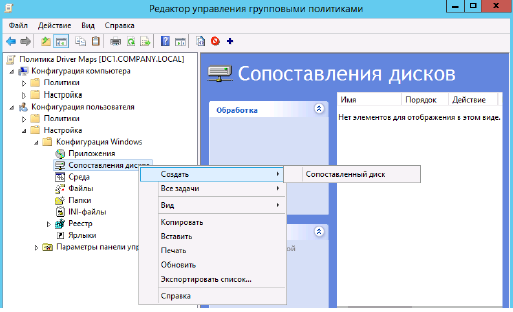 Редактор управления групповыми политиками
Файл Действие Вид Справка
Политика Driver Maps [DC1.COMPANY.LOCAL]
Конфигурация компьютера
Политики
Настройка
Конфигурация пользователя
Политики
Настройка
Конфигурация Windows
Приложения
Сопоставления дисков
Среда
Файлы
Папки
INI-файлы
Реестр
Ярлыки
Параметры панели упр
Создать
Все задачи
Вид
Копировать
Вставить
Печать
Обновить
Экспортировать список...
Справка
Сопоставленный диск
Сопоставления дисков
Обработка
Имя Порядок Действие
Нет элементов для отображения в этом виде.